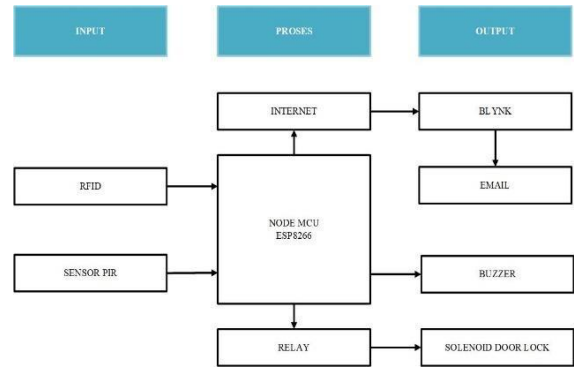 INPUT
PROSES
OUTPUT
INTERNET
BLYNK
RFID
EMAIL
NODE MCU
ESP8266
SENSOR PIR
BUZZER
RELAY
SOLENOID DOOR LOCK